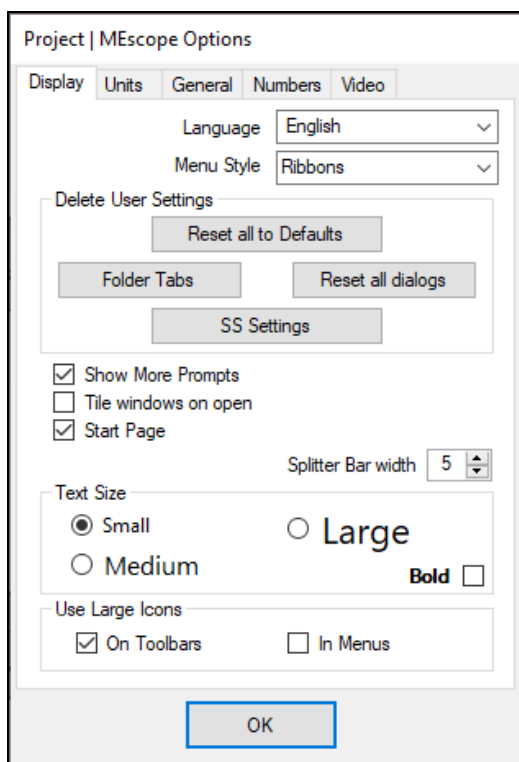 Project | MEscope Options
Display Units General Numbers Video
Language English
Menu Style Ribbons
Delete User Settings
Reset all to Defaults
Folder Tabs Reset all dialogs
SS Settings
Show More Prompts
Tile windows on open
Start Page
Splitter Bar width 5
Text Size
Small Large
Medium
Bold
Use Large Icons
On Toolbars In Menus
OK